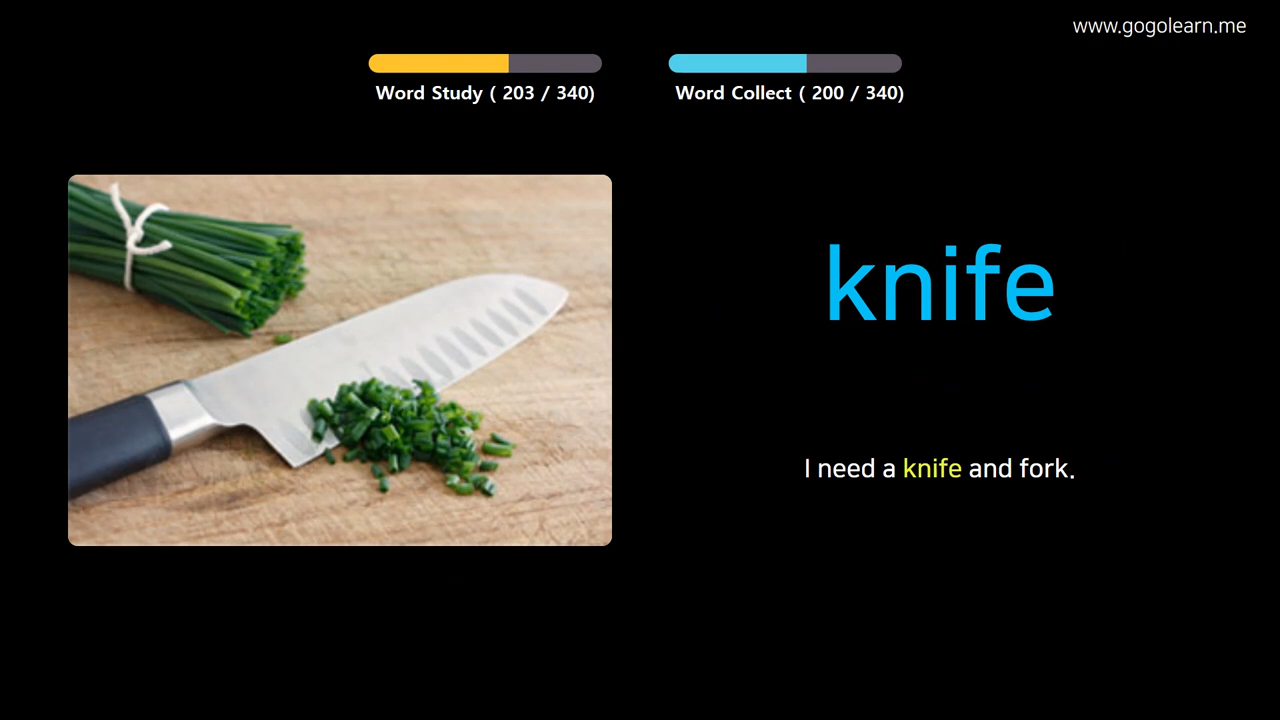 www.gogolearn.me
Word Study ( 203 / 340)
Word Collect ( 200 / 340)
knife
I need a knife and fork.